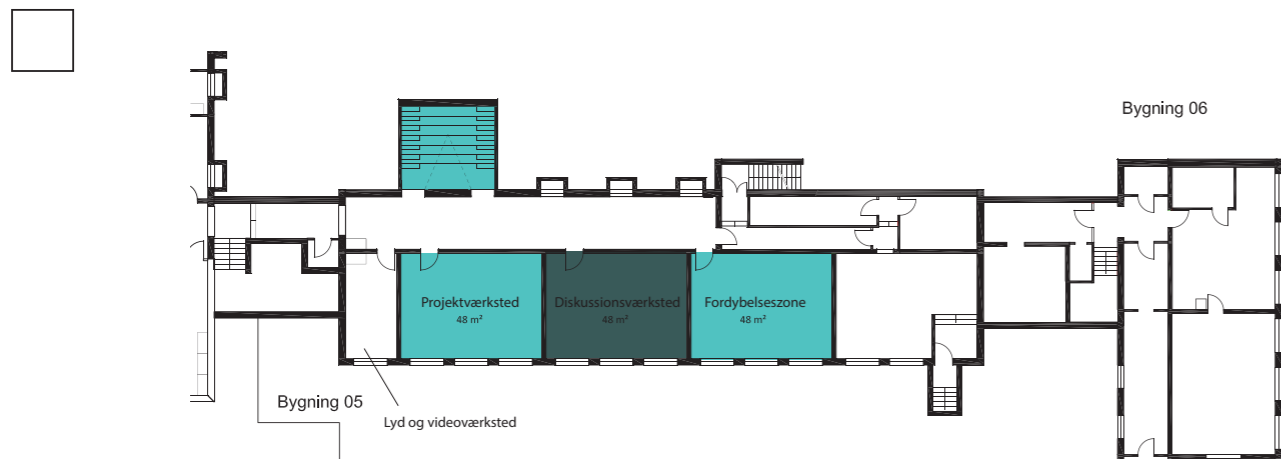 Bygning 06
Projektværksted
48 m²
Diskussionsværksted
48 m²
Fordybelseszone
48 m²
Bygning 05
Lyd og videoværksted